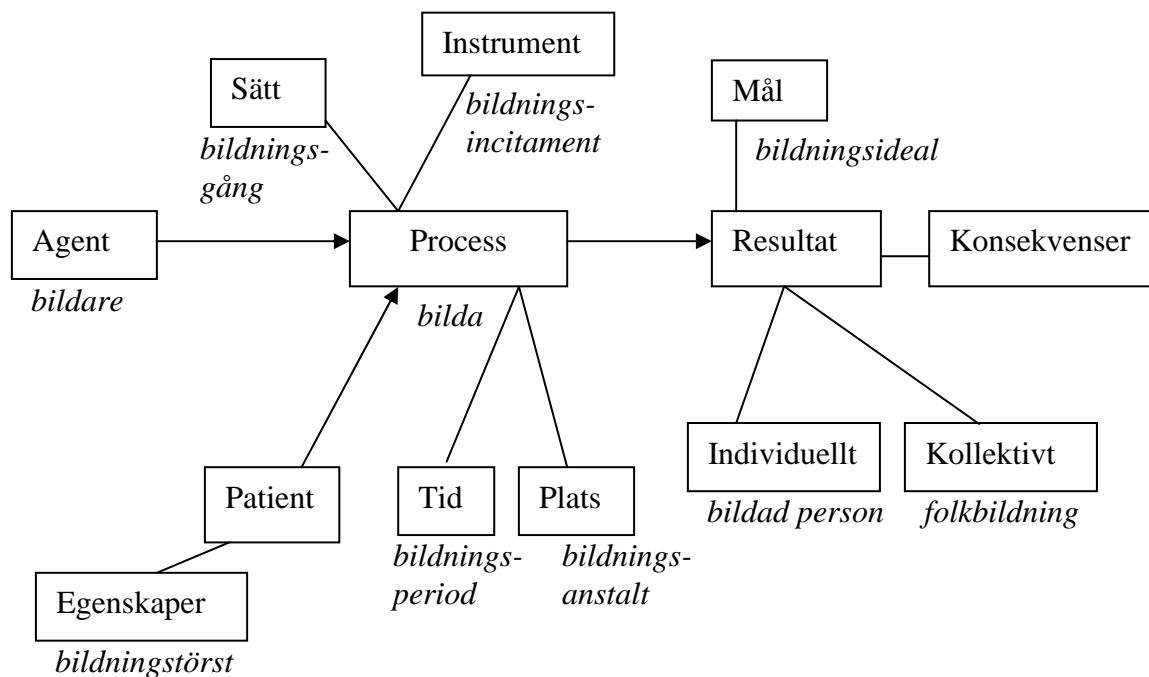 Instrument
Sätt
Mål
bildnings-
incitament
bildnings-
gång
bildningsideal
Agent
Process
Resultat
Konsekvenser
bildare
bilda
Individuellt
Kollektivt
Patient
Tid
Plats
bildad person
folkbildning
bildnings-
period
bildnings-
anstalt
Egenskaper
bildningstörst